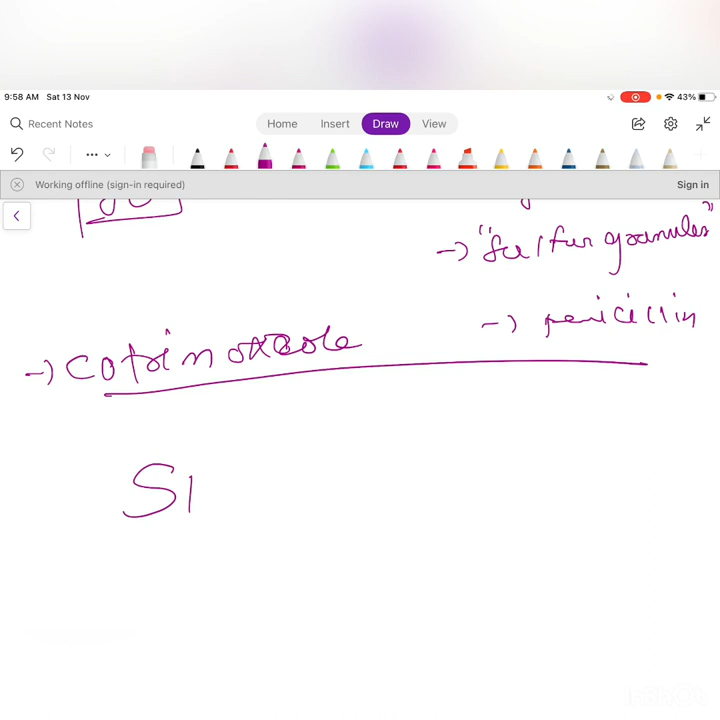 9:58 AM Sat 13 Nov 43%
Recent Notes Home Insert Draw View
Working offline (sign-in required) Sign in
→ "sulfur granules"
→ penicillin
→ cotrimoxazole
SP